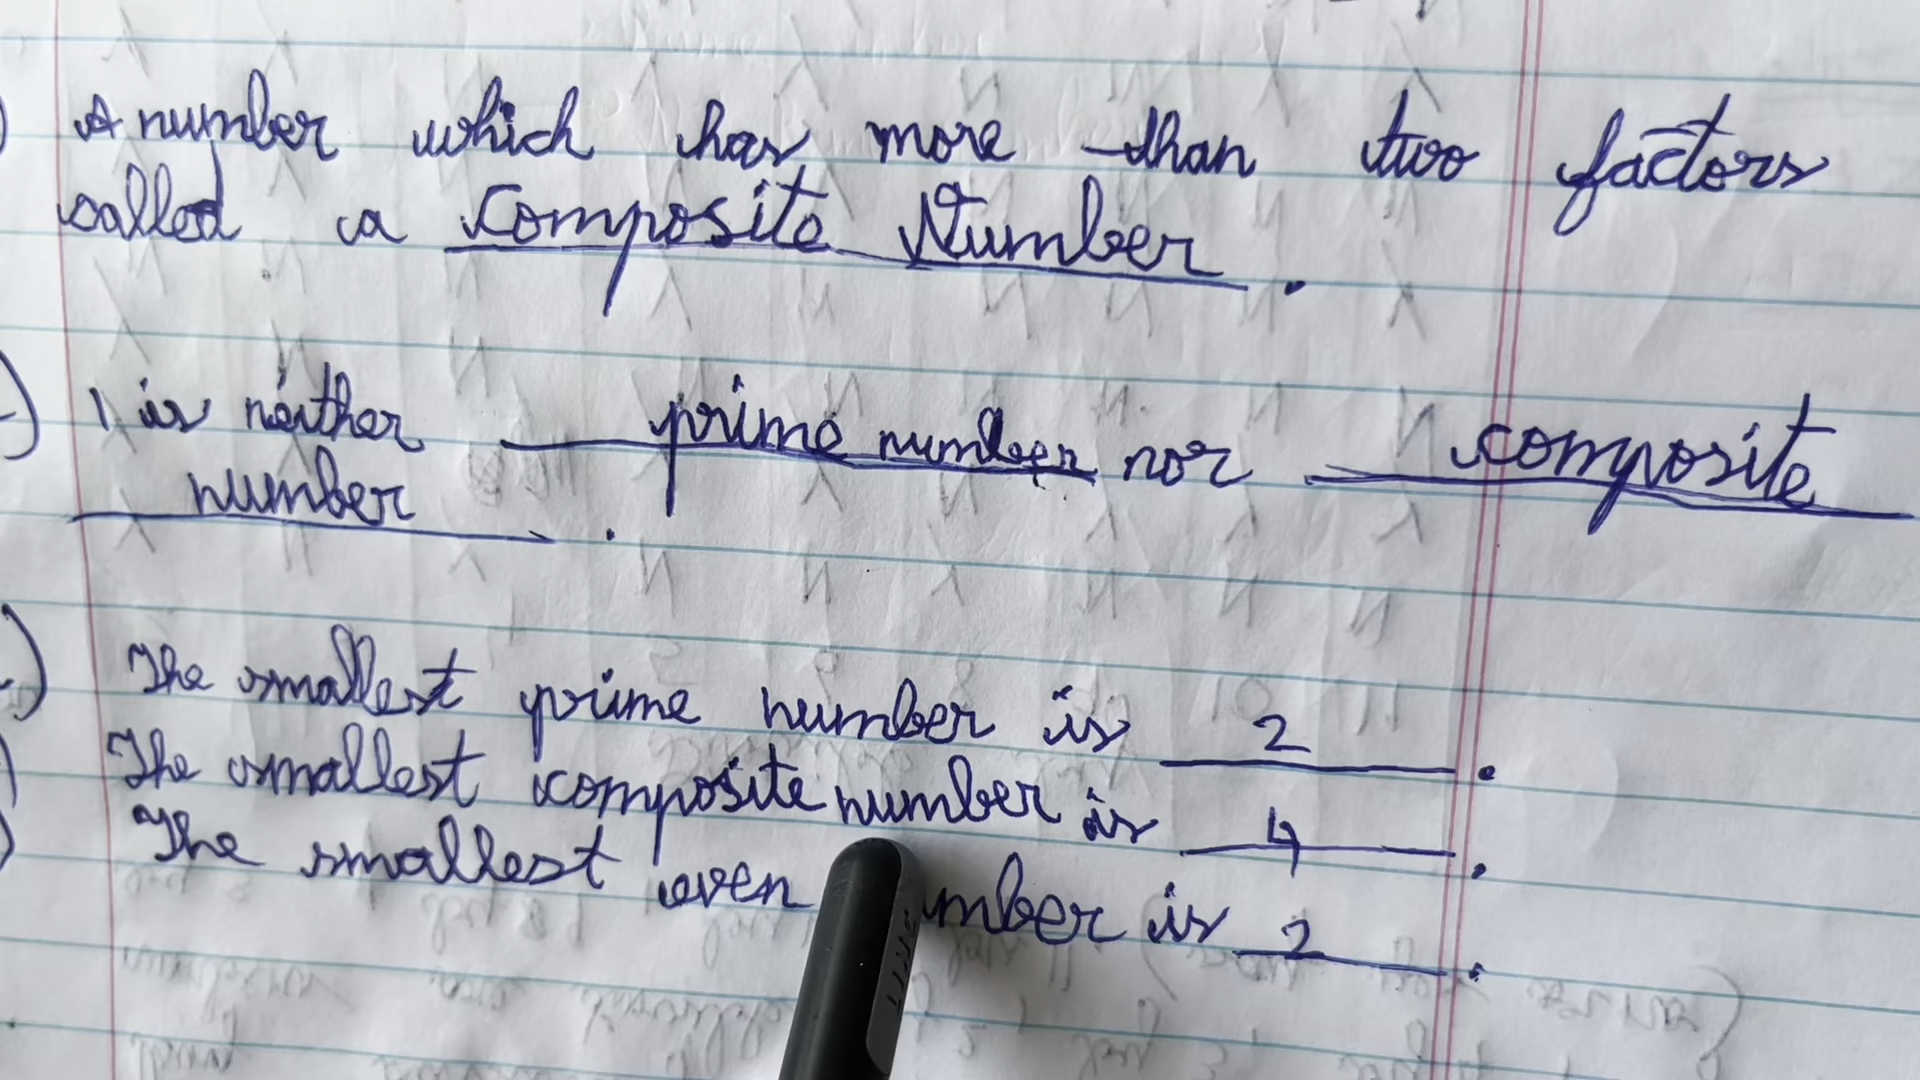 ) A number which has more than two factors
called a Composite Number .
) 1 is neither prime number nor composite
number .
) The smallest prime number is 2 .
) The smallest composite number is 4 .
) The smallest even mber is 2 .